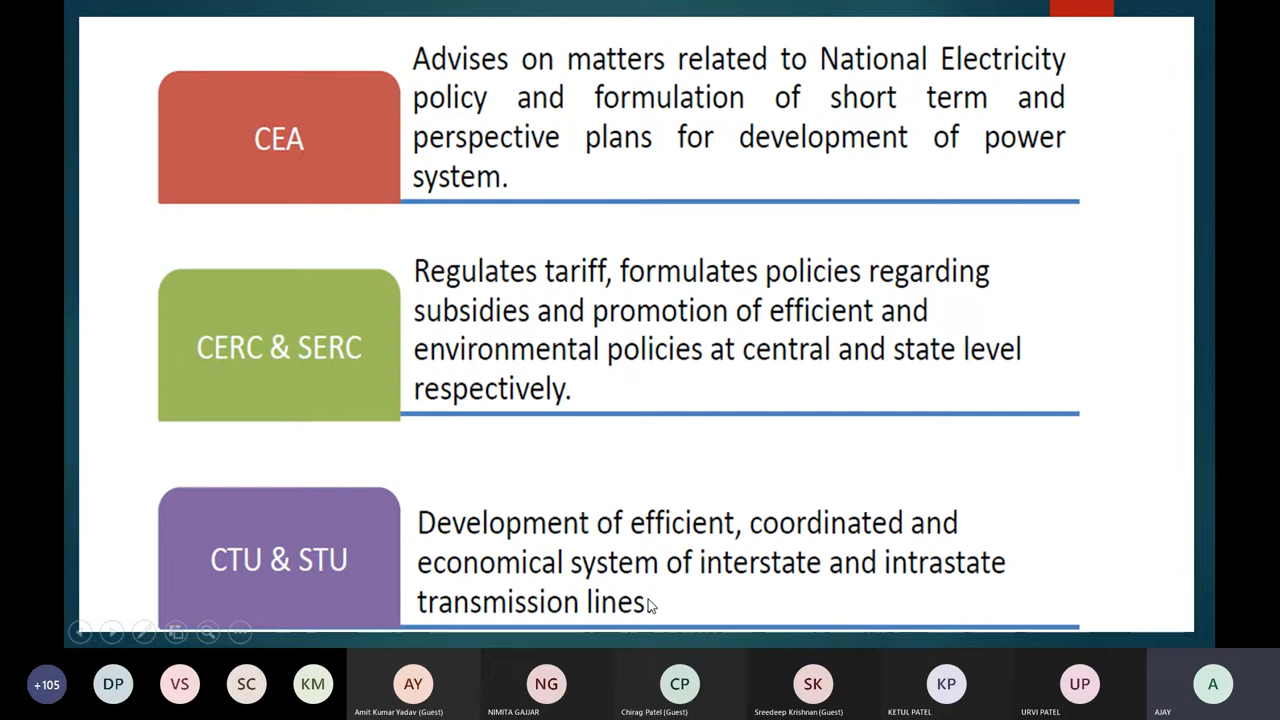 Advises on matters related to National Electricity
policy and formulation of short term and
perspective plans for development of power
system.
CEA
Regulates tariff, formulates policies regarding
subsidies and promotion of efficient and
environmental policies at central and state level
respectively.
CERC & SERC
Development of efficient, coordinated and
economical system of interstate and intrastate
transmission lines.
CTU & STU
+105
DP
VS
SC
KM
AY
NG
CP
SK
KP
UP
A
Amit Kumar Yadav (Guest)
NIMITA GAJJAR
Chirag Patel (Guest)
Sreedeep Krishnan (Guest)
KETUL PATEL
URVI PATEL
AJAY